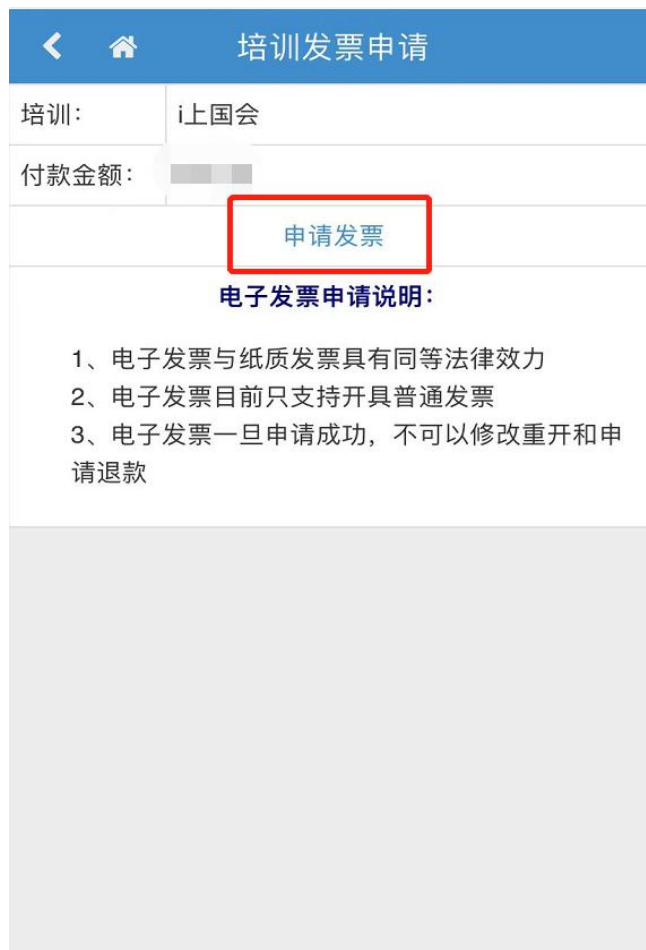 培训发票申请
培训： i上国会
付款金额：
申请发票
电子发票申请说明：
1、电子发票与纸质发票具有同等法律效力
2、电子发票目前只支持开具普通发票
3、电子发票一旦申请成功，不可以修改重开和申
请退款